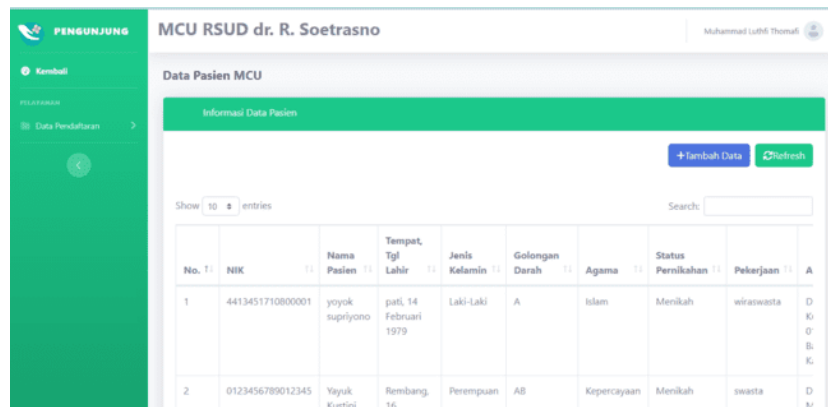 PENGUNJUNG
MCU RSUD dr. R. Soetrasno
Muhammad Luthfi Thomafi
Kembali
Data Pasien MCU
PELAYANAN
Data Pendaftaran
Informasi Data Pasien
+Tambah Data Refresh
Show 10 entries Search:
No. NIK Nama Pasien Tempat, Tgl Lahir Jenis Kelamin Golongan Darah Agama Status Pernikahan Pekerjaan A
1 4413451710800001 yoyok supriyono pati, 14 Februari 1979 Laki-Laki A Islam Menikah wiraswasta
2 0123456789012345 Yayuk Kustini Rembang, 16 Perempuan AB Kepercayaan Menikah swasta